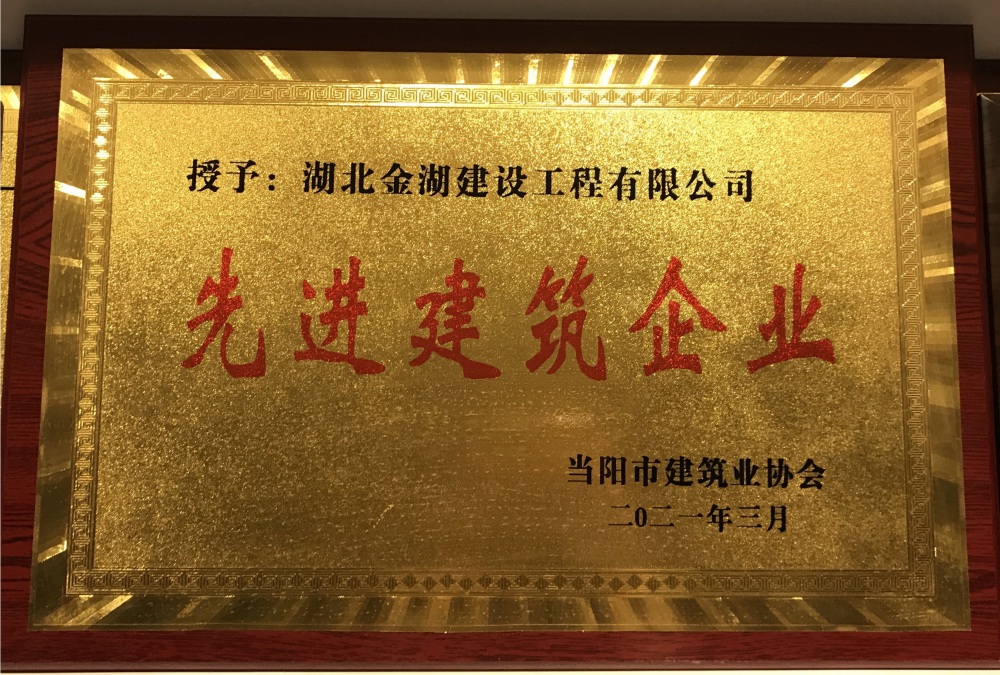 授予：湖北金湖建设工程有限公司
先进建筑企业
当阳市建筑业协会
二0二一年三月